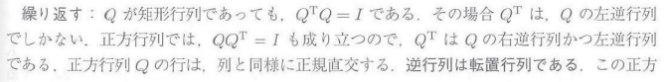 繰り返す：Q が矩形行列であっても，QᵀQ = I である．その場合 Qᵀ は，Q の左逆行列
でしかない．正方行列では，QQᵀ = I も成り立つので，Qᵀ は Q の右逆行列かつ左逆行列
である．正方行列 Q の行は，列と同様に正規直交する．逆行列は転置行列である．この正方